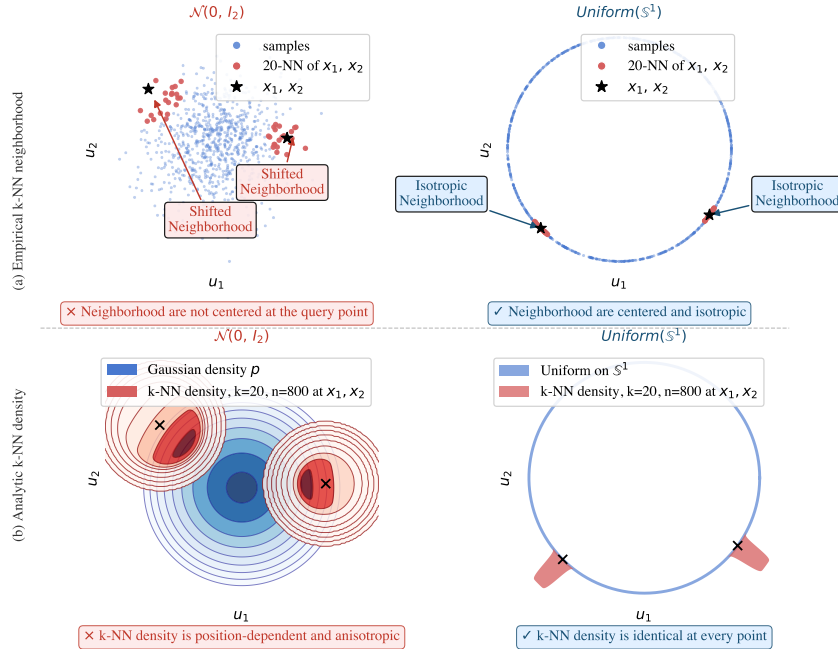 𝒩(0, I₂)
Uniform(𝕊¹)
samples
20-NN of x₁, x₂
x₁, x₂
samples
20-NN of x₁, x₂
x₁, x₂
(a) Empirical k-NN neighborhood
u₂
Shifted
Neighborhood
Shifted
Neighborhood
u₁
u₂
Isotropic
Neighborhood
Isotropic
Neighborhood
u₁
× Neighborhood are not centered at the query point
✓ Neighborhood are centered and isotropic
𝒩(0, I₂)
Uniform(𝕊¹)
Gaussian density p
k-NN density, k=20, n=800 at x₁, x₂
Uniform on 𝕊¹
k-NN density, k=20, n=800 at x₁, x₂
(b) Analytic k-NN density
u₂
u₁
u₂
u₁
× k-NN density is position-dependent and anisotropic
✓ k-NN density is identical at every point